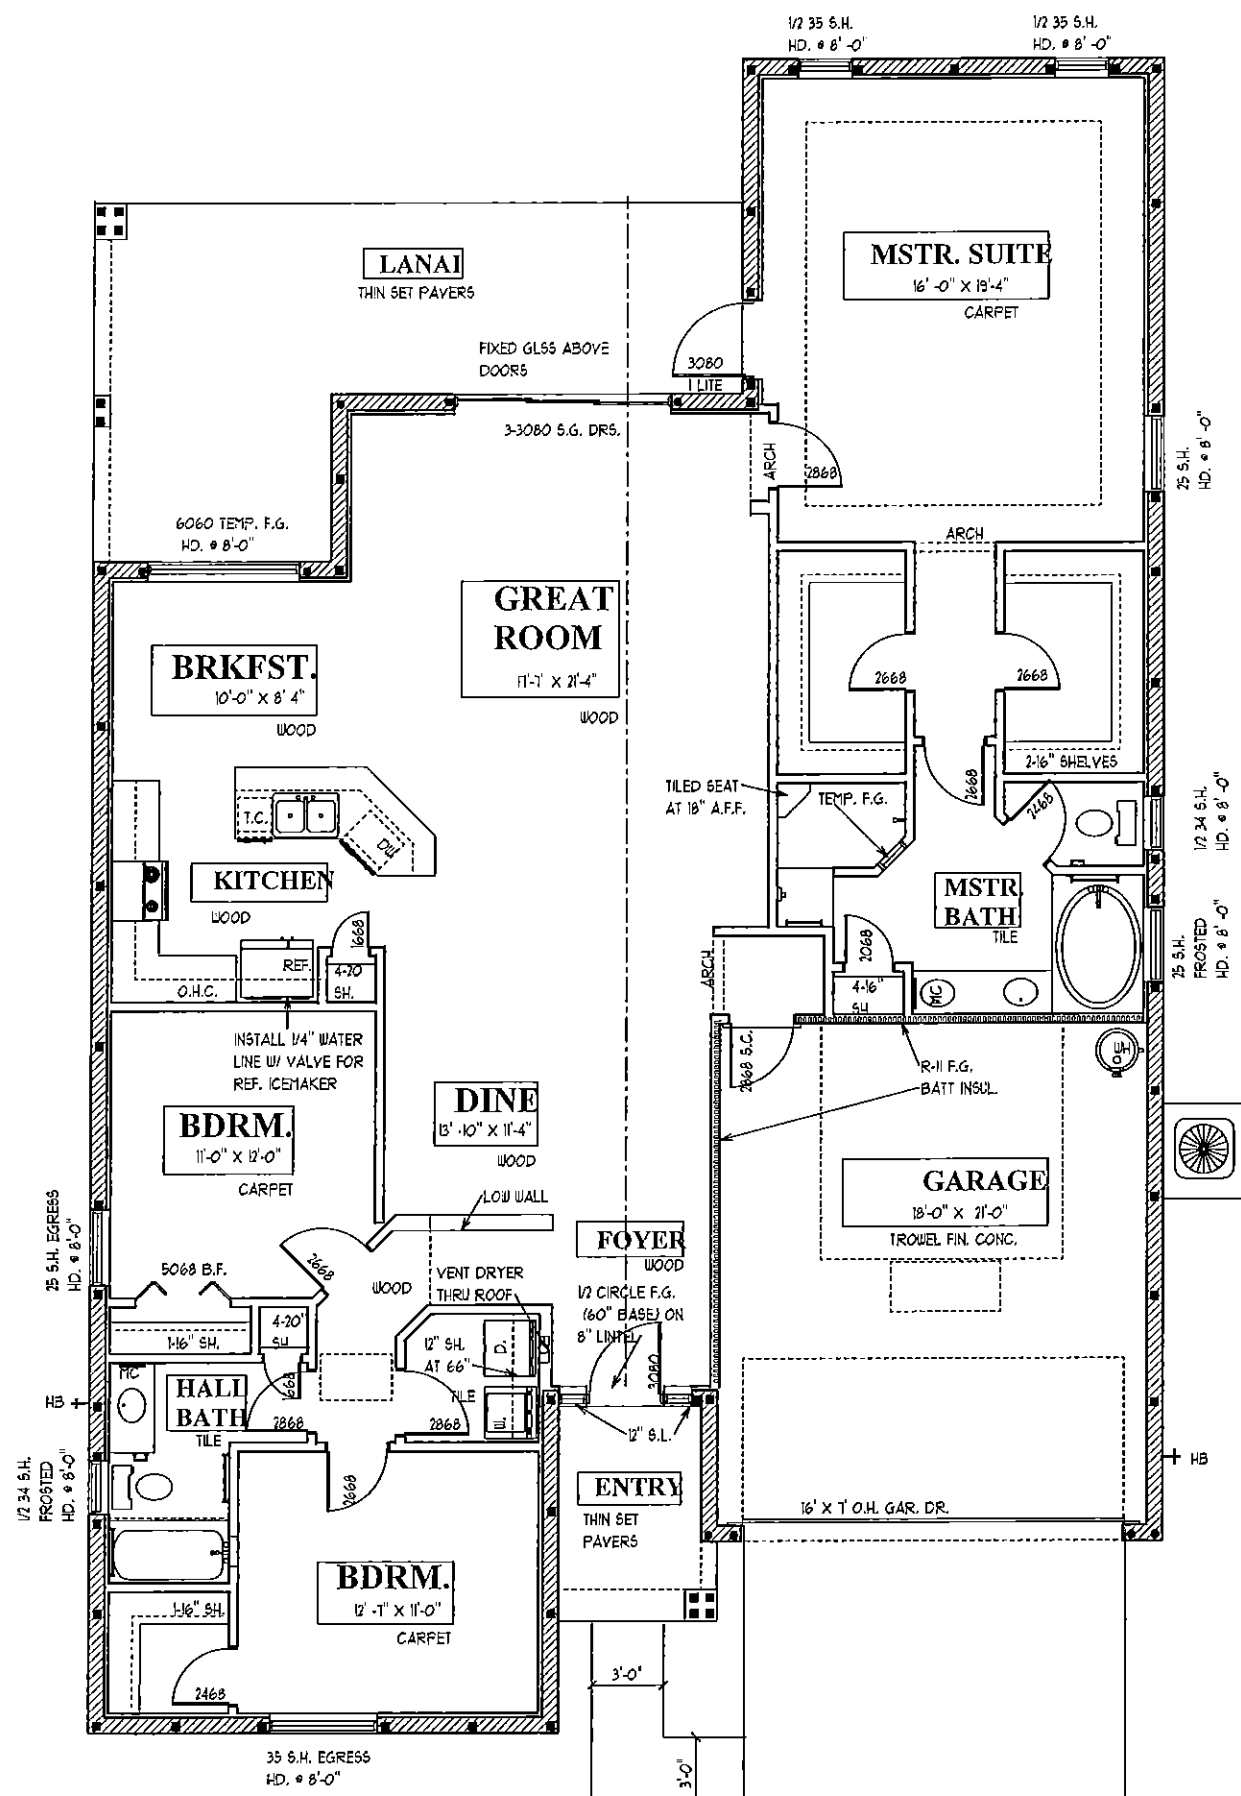 1/2 35 S.H.
HD. @ 8'-0"
1/2 35 S.H.
HD. @ 8'-0"
LANAI
THIN SET PAVERS
MSTR. SUITE
CARPET
FIXED GLSS ABOVE
DOORS
3080
1 LITE
3-3080 S.G. DRS.
ARCH
2868
25 S.H.
HD. @ 8'-0"
6060 TEMP. F.G.
HD. @ 8'-0"
ARCH
GREAT
ROOM
WOOD
BRKFST.
10'-0" X 8' 4"
WOOD
2668
2668
2-16" SHELVES
2668
TILED SEAT
AT 18" A.F.F.
TEMP. F.G.
2468
1/2 34 S.H.
HD. @ 8'-0"
T.C.
DW
KITCHEN
WOOD
MSTR.
BATH
TILE
25 S.H.
FROSTED
HD. @ 8'-0"
1668
REF.
4-20
SH.
O.H.C.
ARCH
2068
4-16"
SH
MC
INSTALL 1/4" WATER
LINE W/ VALVE FOR
REF. ICEMAKER
2868 S.C.
R-11 F.G.
BATT INSUL.
WH
DINE
13'-10" X 11'-4"
WOOD
BDRM.
11'-0" X 12'-0"
CARPET
GARAGE
18'-0" X 21'-0"
TROWEL FIN. CONC.
LOW WALL
25 S.H. EGRESS
HD. @ 8'-0"
FOYER
WOOD
2668
WOOD
5068 B.F.
VENT DRYER
THRU ROOF
1/2 CIRCLE F.G.
(60" BASE) ON
8" LINTEL
1-16" SH.
4-20"
SH
12" SH.
AT 66"
D.
3080
MC
1668
HALL
BATH
TILE
HB
2868
2868
TILE
W.
12" S.L.
HB
1/2 34 S.H.
FROSTED
HD. @ 8'-0"
2668
ENTRY
THIN SET
PAVERS
16' X 7' O.H. GAR. DR.
BDRM.
12'-7" X 11'-0"
CARPET
1-16" SH.
2468
3'-0"
3'-0"
35 S.H. EGRESS
HD. @ 8'-0"